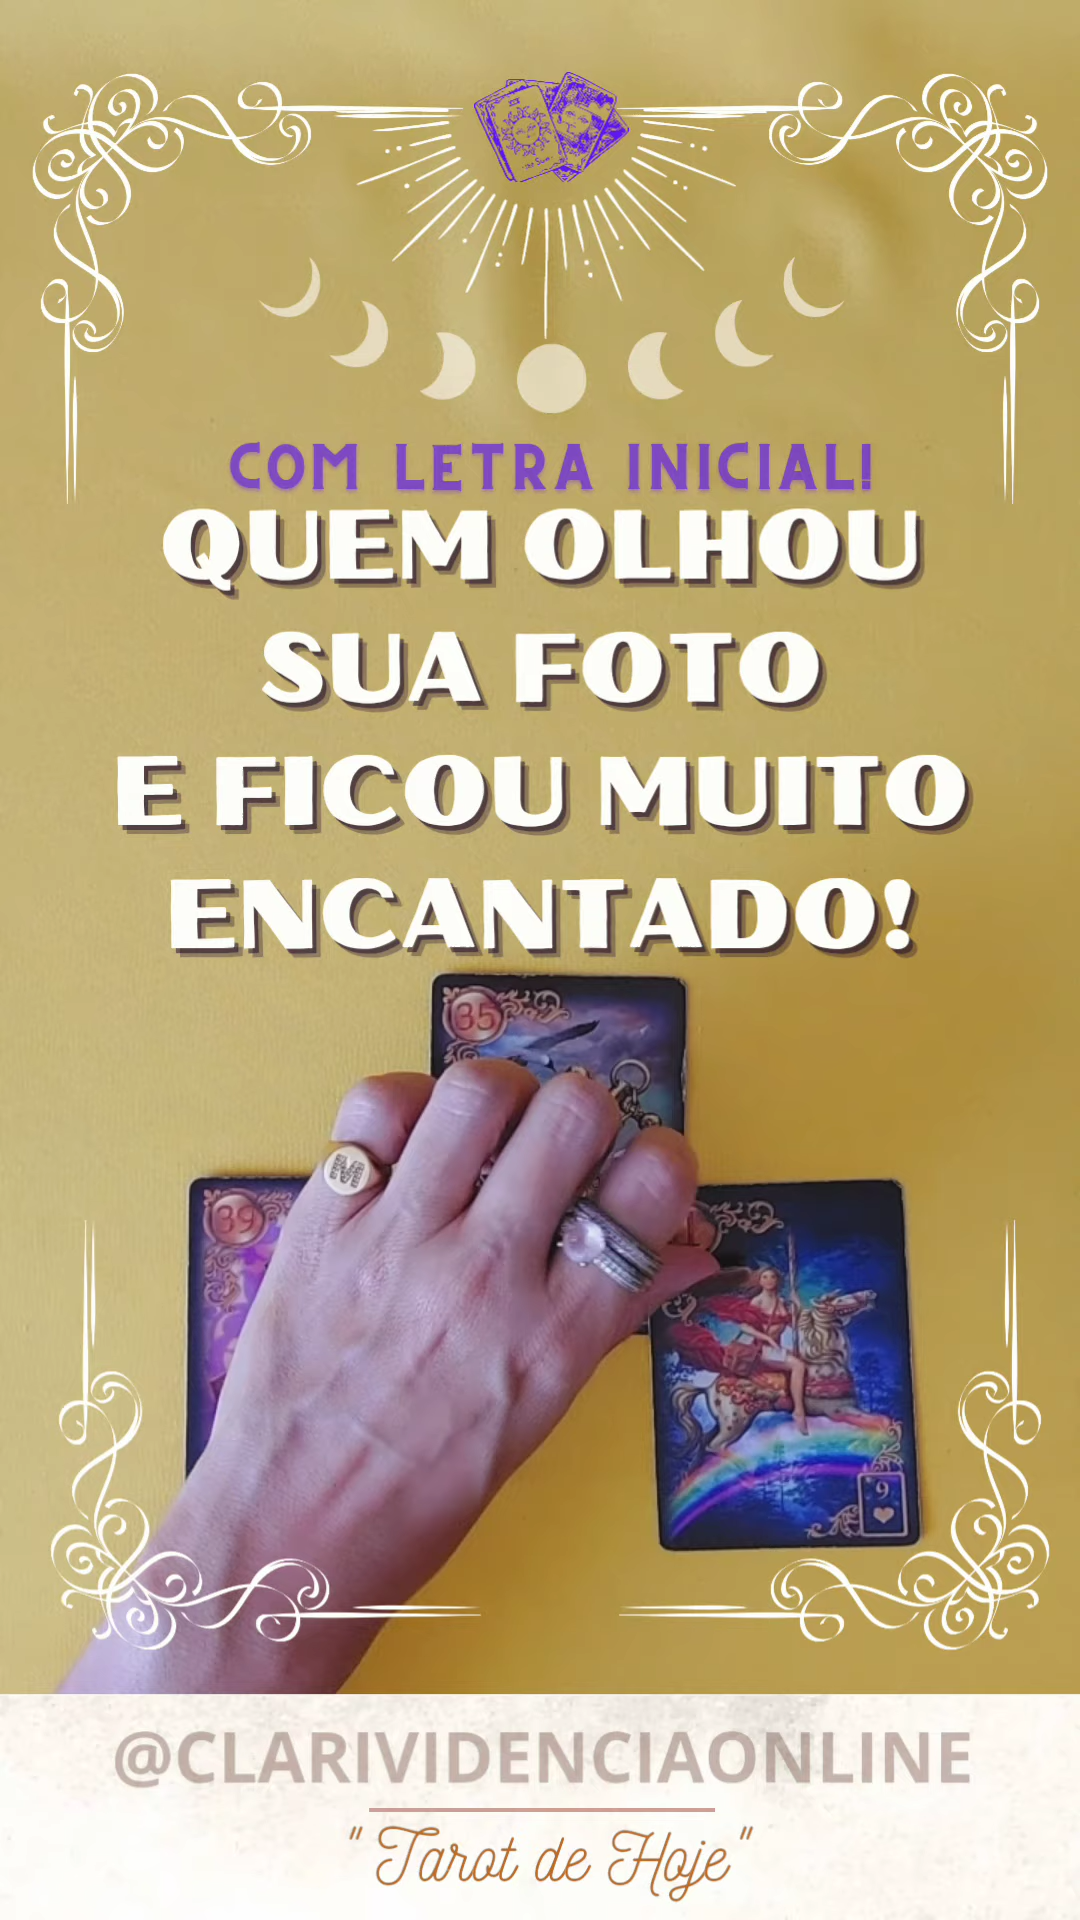 COM LETRA INICIAL!
QUEM OLHOU
SUA FOTO
E FICOU MUITO
ENCANTADO!
35
39
9
@CLARIVIDENCIAONLINE
"Tarot de Hoje"